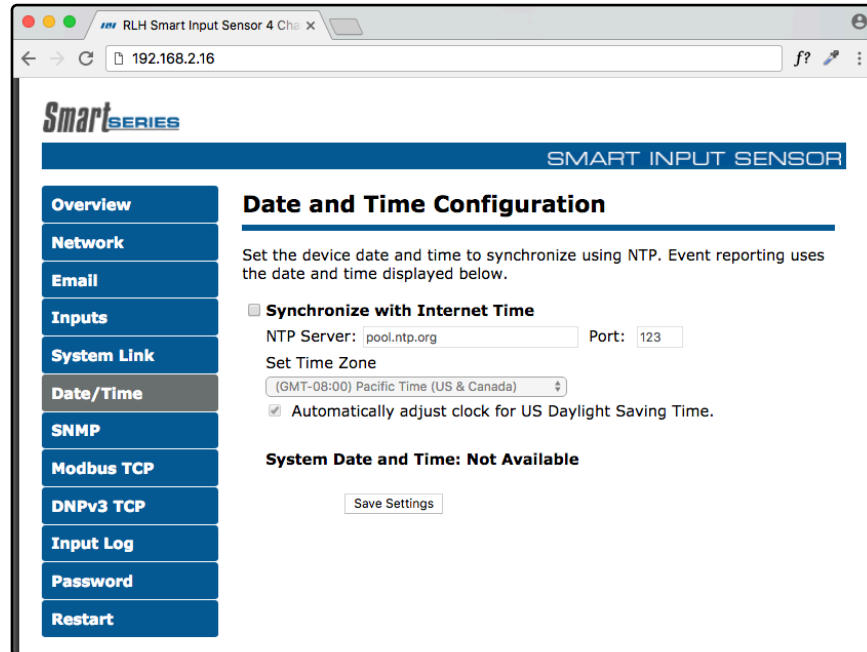 RLH Smart Input Sensor 4 Cha
192.168.2.16
f?
Smart SERIES
SMART INPUT SENSOR
Overview
Network
Email
Inputs
System Link
Date/Time
SNMP
Modbus TCP
DNPv3 TCP
Input Log
Password
Restart
Date and Time Configuration
Set the device date and time to synchronize using NTP. Event reporting uses
the date and time displayed below.
Synchronize with Internet Time
NTP Server: pool.ntp.org Port: 123
Set Time Zone
(GMT-08:00) Pacific Time (US & Canada)
Automatically adjust clock for US Daylight Saving Time.
System Date and Time: Not Available
Save Settings